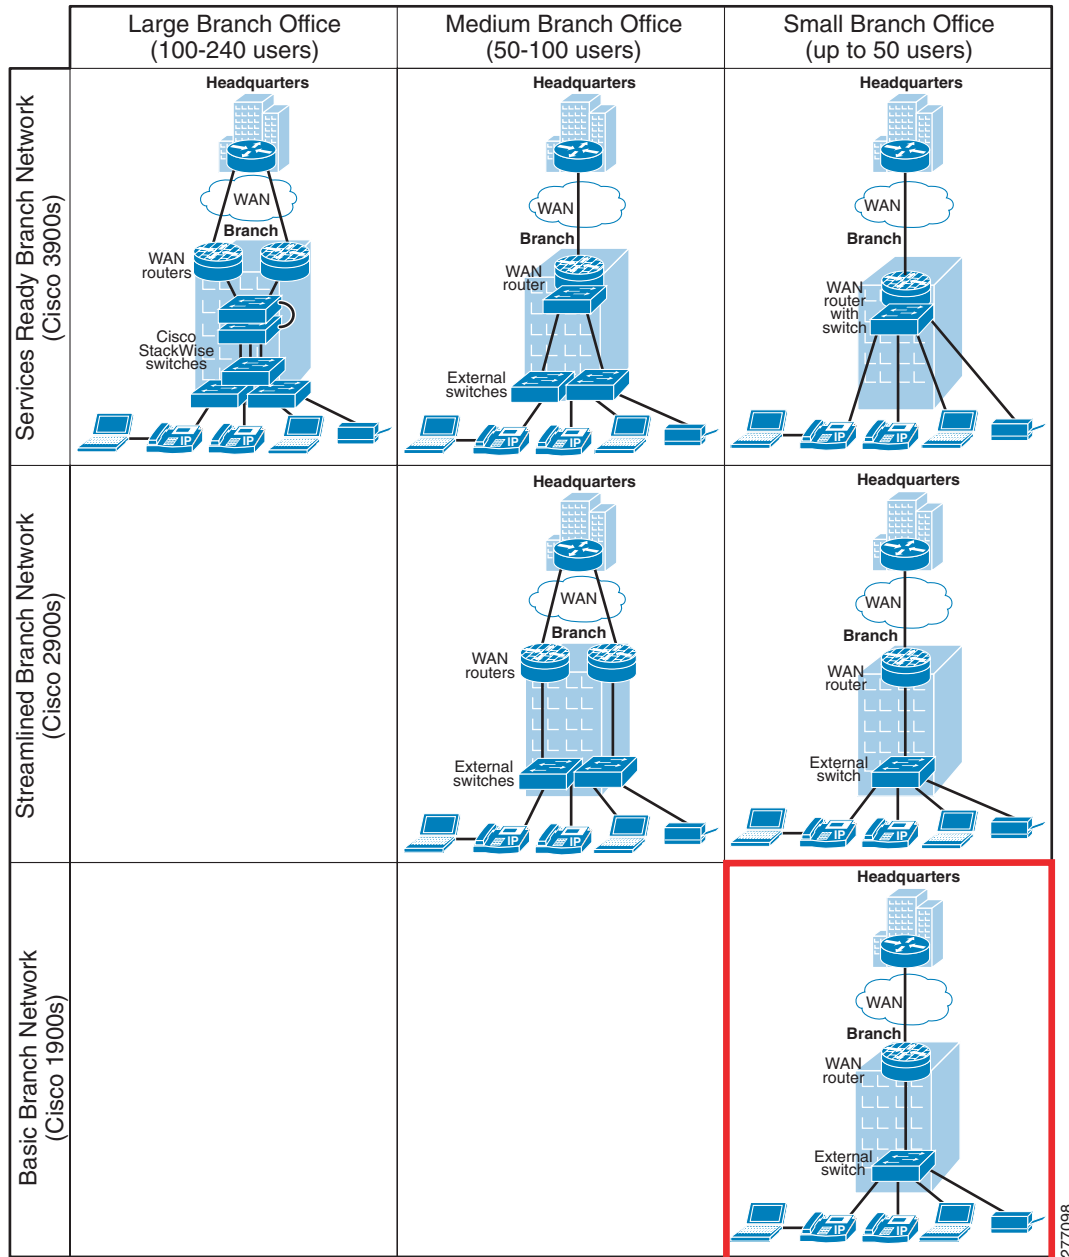 Large Branch Office
(100-240 users)
Medium Branch Office
(50-100 users)
Small Branch Office
(up to 50 users)
Services Ready Branch Network
(Cisco 3900s)
Headquarters
WAN
Branch
WAN
routers
Cisco
StackWise
switches
IP
IP
Headquarters
WAN
Branch
WAN
router
External
switches
IP
IP
Headquarters
WAN
Branch
WAN
router
with
switch
IP
IP
Streamlined Branch Network
(Cisco 2900s)
Headquarters
WAN
Branch
WAN
routers
External
switches
IP
IP
Headquarters
WAN
Branch
WAN
router
External
switch
IP
IP
Basic Branch Network
(Cisco 1900s)
Headquarters
WAN
Branch
WAN
router
External
switch
IP
IP
277098